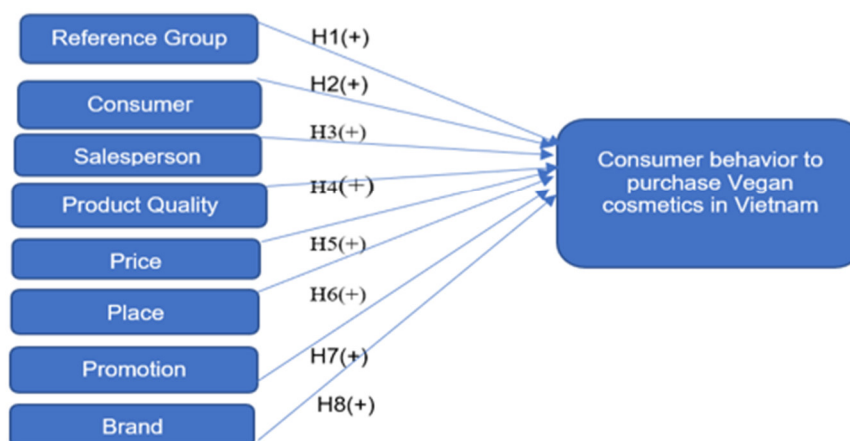 Reference Group
H1(+)
H2(+)
Consumer
H3(+)
Salesperson
Consumer behavior to
purchase Vegan
cosmetics in Vietnam
H4(+)
Product Quality
H5(+)
Price
H6(+)
Place
H7(+)
Promotion
H8(+)
Brand